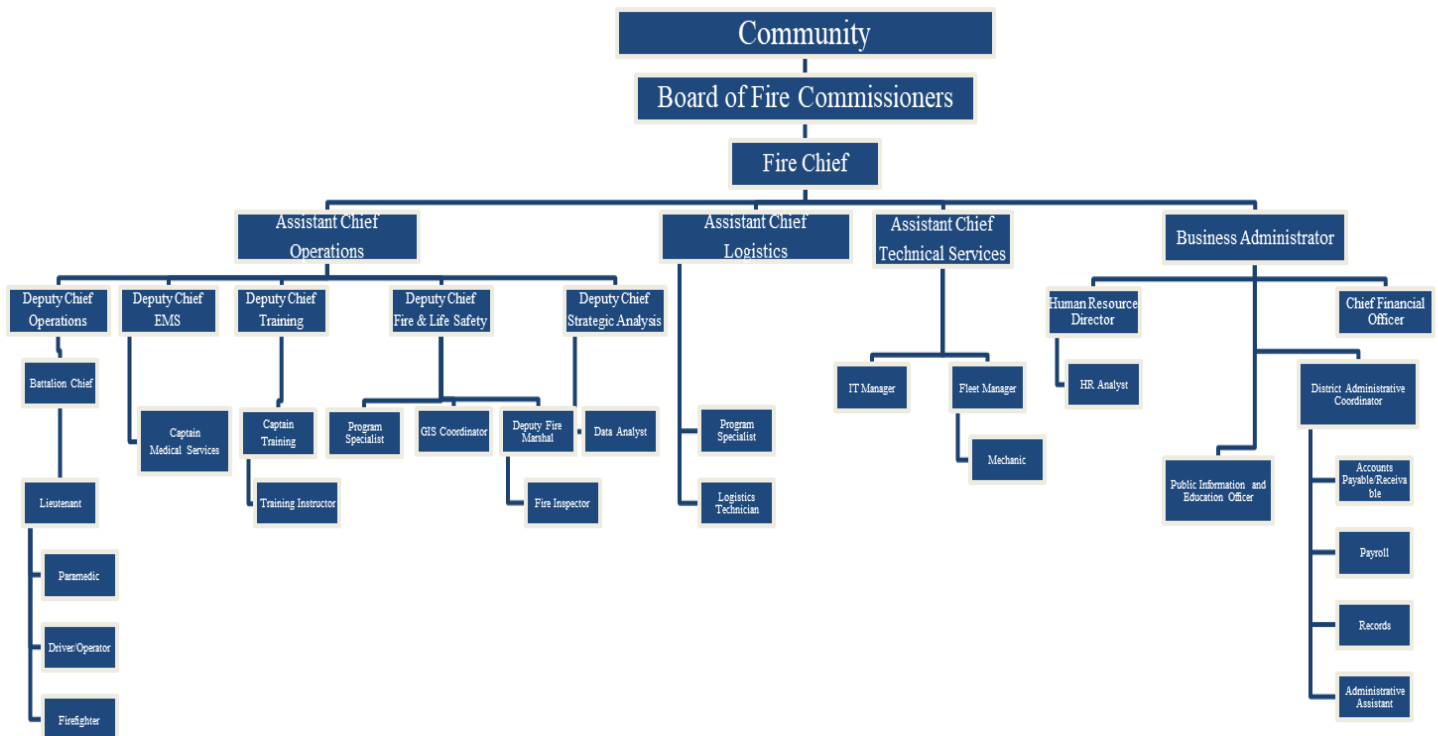 Community
Board of Fire Commissioners
Fire Chief
Assistant Chief
Operations
Assistant Chief
Logistics
Assistant Chief
Technical Services
Business Administrator
Deputy Chief
Operations
Deputy Chief
EMS
Deputy Chief
Training
Deputy Chief
Fire & Life Safety
Deputy Chief
Strategic Analysis
Human Resource
Director
Chief Financial
Officer
Battalion Chief
IT Manager
Fleet Manager
HR Analyst
District Administrative
Coordinator
Captain
Medical Services
Captain
Training
Program
Specialist
GIS Coordinator
Deputy Fire
Marshal
Data Analyst
Program
Specialist
Mechanic
Public Information and
Education Officer
Accounts
Payable/Receiva
ble
Lieutenant
Training Instructor
Fire Inspector
Logistics
Technician
Paramedic
Payroll
Driver/Operator
Records
Firefighter
Administrative
Assistant